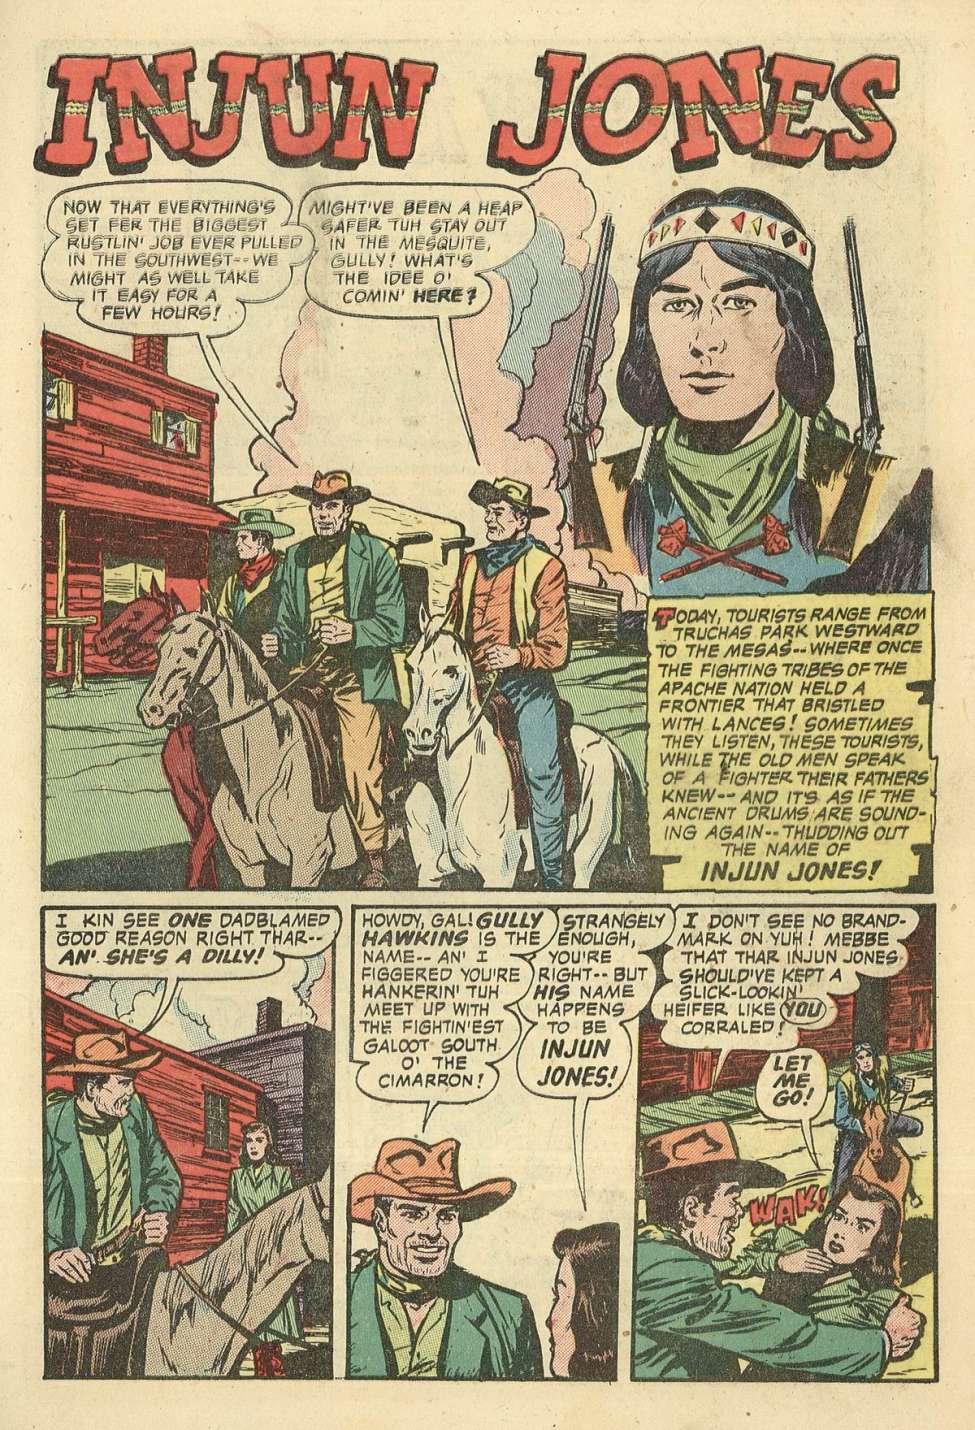 INJUN JONES
NOW THAT EVERYTHING'S
SET FER THE BIGGEST
RUSTLIN' JOB EVER PULLED
IN THE SOUTHWEST--WE
MIGHT AS WELL TAKE
IT EASY FOR A
FEW HOURS!
MIGHT'VE BEEN A HEAP
SAFER TUH STAY OUT
IN THE MESQUITE,
GULLY! WHAT'S
THE IDEE O'
COMIN' HERE?
TODAY, TOURISTS RANGE FROM
TRUCHAS PARK WESTWARD
TO THE MESAS--WHERE ONCE
THE FIGHTING TRIBES OF THE
APACHE NATION HELD A
FRONTIER THAT BRISTLED
WITH LANCES! SOMETIMES
THEY LISTEN, THESE TOURISTS,
WHILE THE OLD MEN SPEAK
OF A FIGHTER THEIR FATHERS
KNEW--AND IT'S AS IF THE
ANCIENT DRUMS ARE SOUND-
ING AGAIN--THUDDING OUT
THE NAME OF
INJUN JONES!
I KIN SEE ONE DADBLAMED
GOOD REASON RIGHT THAR--
AN' SHE'S A DILLY!
HOWDY, GAL! GULLY
HAWKINS IS THE
NAME--AN' I
FIGGERED YOU'RE
HANKERIN' TUH
MEET UP WITH
THE FIGHTIN'EST
GALOOT SOUTH
O' THE
CIMARRON!
STRANGELY
ENOUGH,
YOU'RE
RIGHT--BUT
HIS NAME
HAPPENS
TO BE
INJUN
JONES!
I DON'T SEE NO BRAND-
MARK ON YUH! MEBBE
THAT THAR INJUN JONES
SHOULD'VE KEPT A
SLICK-LOOKIN'
HEIFER LIKE YOU
CORRALED!
LET
ME
GO!
WAK!